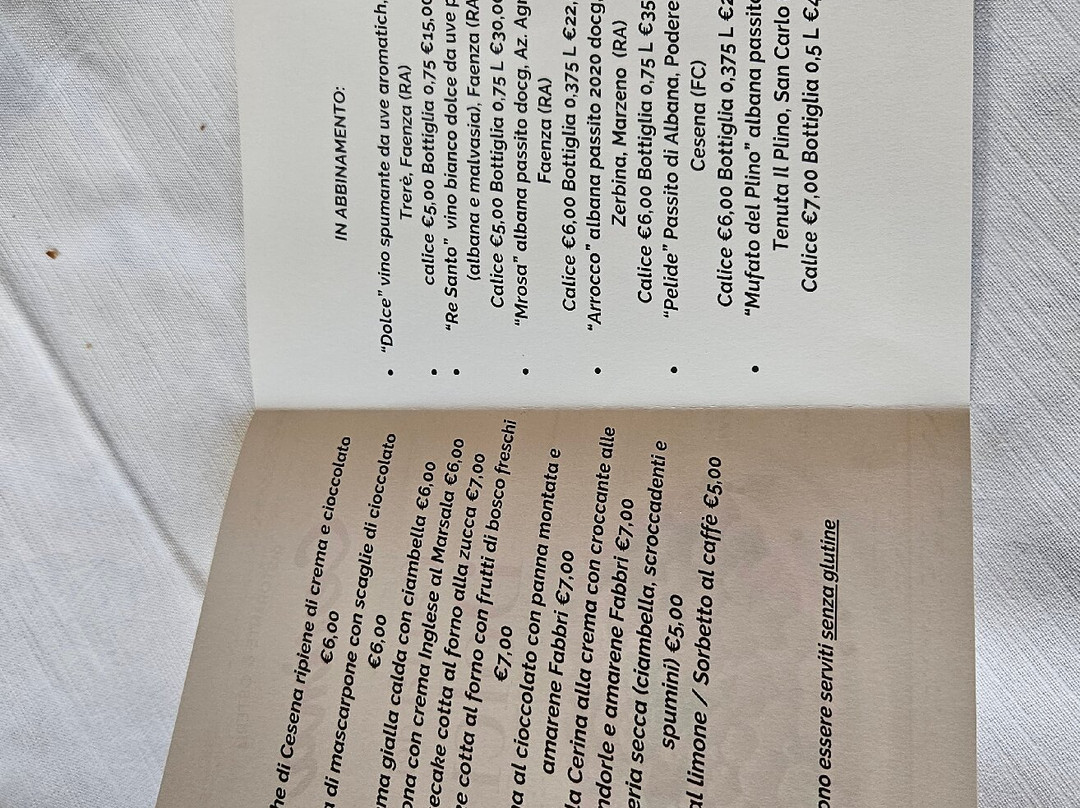 he di Cesena ripiene di crema e cioccolato
€6,00
a di mascarpone con scaglie di cioccolato
€6,00
ma gialla calda con ciambella €6,00
ona con crema Inglese al Marsala €6,00
ecake cotta al forno alla zucca €7,00
e cotta al forno con frutti di bosco freschi
€7,00
a al cioccolato con panna montata e
amarene Fabbri €7,00
la Cerina alla crema con croccante alle
ndorle e amarene Fabbri €7,00
eria secca (ciambella, scroccadenti e
spumini) €5,00
al limone / Sorbetto al caffè €5,00
ono essere serviti senza glutine
IN ABBINAMENTO:
• “Dolce” vino spumante da uve aromatich,
Trerè, Faenza (RA)
• calice €5,00 Bottiglia 0,75 €15,00
• “Re Santo” vino bianco dolce da uve p
(albana e malvasia), Faenza (RA
Calice €5,00 Bottiglia 0,75 L €30,0
• “Mrosa” albana passito docg, Az. Agr
Faenza (RA)
Calice €6,00 Bottiglia 0,375 L €22,
• “Arrocco” albana passito 2020 docg,
Zerbina, Marzeno (RA)
Calice €6,00 Bottiglia 0,75 L €35
• “Pelide” Passito di Albana, Podere
Cesena (FC)
Calice €6,00 Bottiglia 0,375 L €2
• “Mufato del Plino” albana passito
Tenuta Il Plino, San Carlo
Calice €7,00 Bottiglia 0,5 L €4